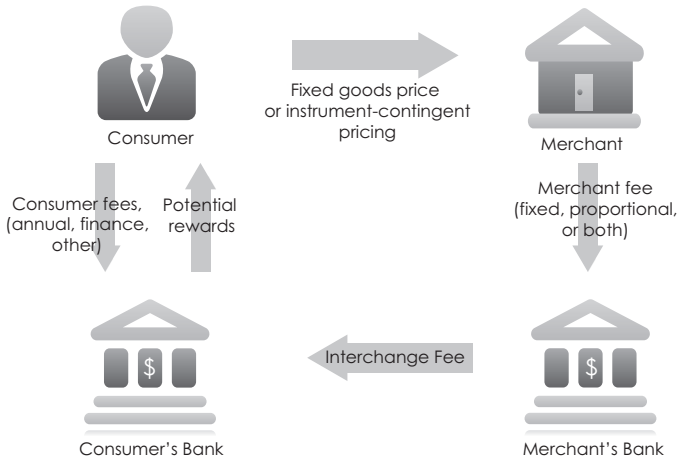 Fixed goods price
or instrument-contingent
pricing
Consumer
Merchant
Consumer fees,
(annual, finance,
other)
Potential
rewards
Merchant fee
(fixed, proportional,
or both)
Interchange Fee
$
$
Consumer's Bank
Merchant's Bank